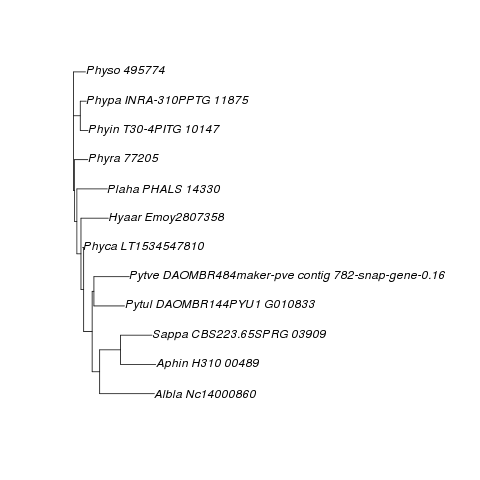 Physo 495774
Phypa INRA-310PPTG 11875
Phyin T30-4PITG 10147
Phyra 77205
Plaha PHALS 14330
Hyaar Emoy2807358
Phyca LT1534547810
Pytve DAOMBR484maker-pve contig 782-snap-gene-0.16
Pytul DAOMBR144PYU1 G010833
Sappa CBS223.65SPRG 03909
Aphin H310 00489
Albla Nc14000860